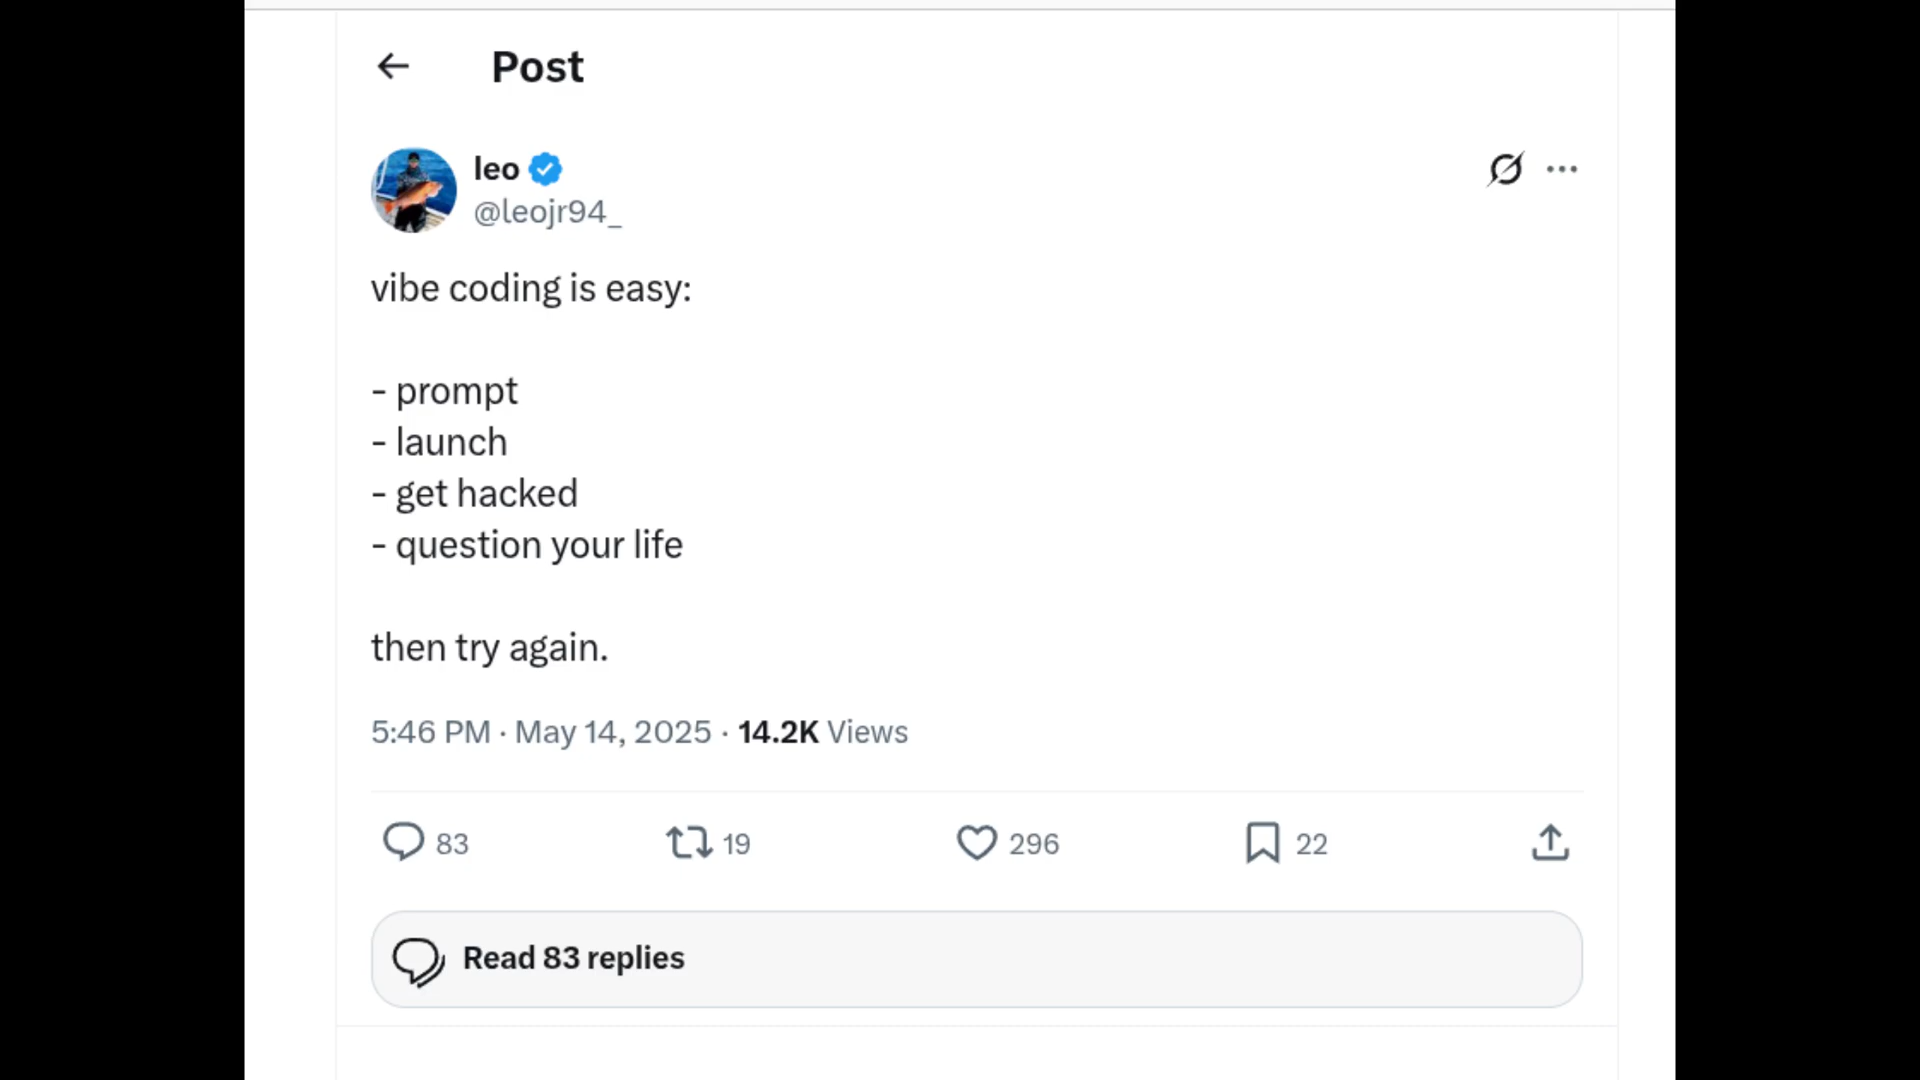 Post
leo
@leojr94_
vibe coding is easy:
- prompt
- launch
- get hacked
- question your life
then try again.
5:46 PM · May 14, 2025 · 14.2K Views
83 19 296 22
Read 83 replies